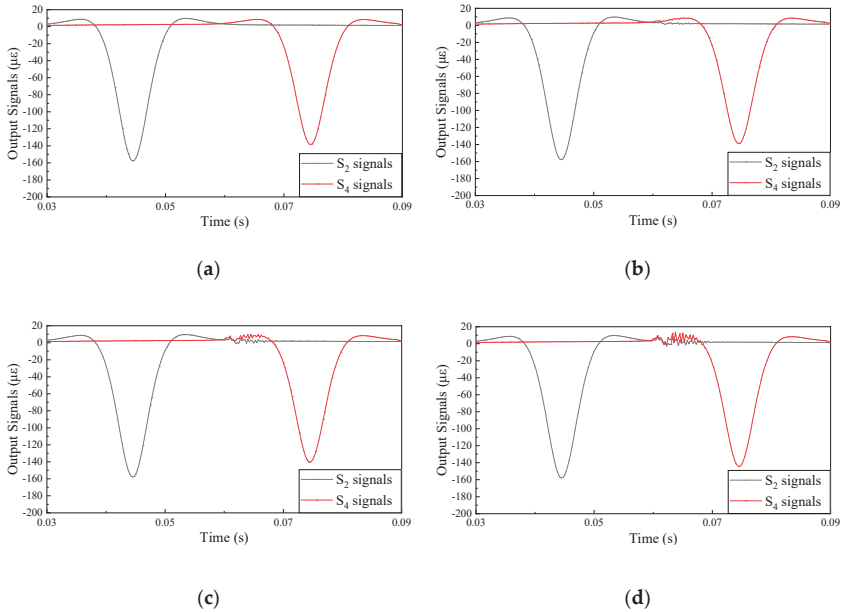 20
0
-20
-40
-60
-80
-100
-120
-140
-160
-180
-200
Output Signals (με)
S2 signals
S4 signals
0.03 0.05 0.07 0.09
Time (s)
(a)
20
0
-20
-40
-60
-80
-100
-120
-140
-160
-180
-200
Output Signals (με)
S2 signals
S4 signals
0.03 0.05 0.07 0.09
Time (s)
(b)
20
0
-20
-40
-60
-80
-100
-120
-140
-160
-180
-200
Output Signals (με)
S2 signals
S4 signals
0.03 0.05 0.07 0.09
Time (s)
(c)
20
0
-20
-40
-60
-80
-100
-120
-140
-160
-180
-200
Output Signals (με)
S2 signals
S4 signals
0.03 0.05 0.07 0.09
Time (s)
(d)